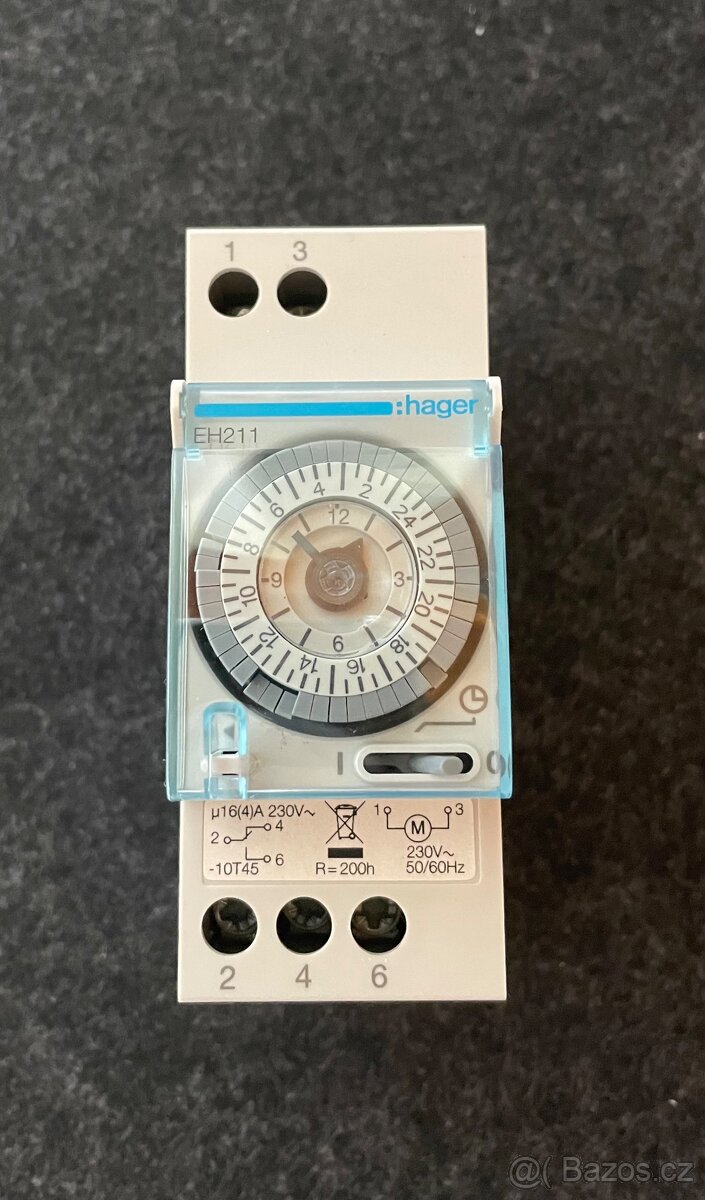 1 3
:hager
EH211
2 4 6 8 10 12 14 16 18 20 22 24
12
9 3
6
I 0
µ16(4)A 230V~
2 4
6
-10T45
R=200h
1 M 3
230V~
50/60Hz
2 4 6
@( Bazos.cz